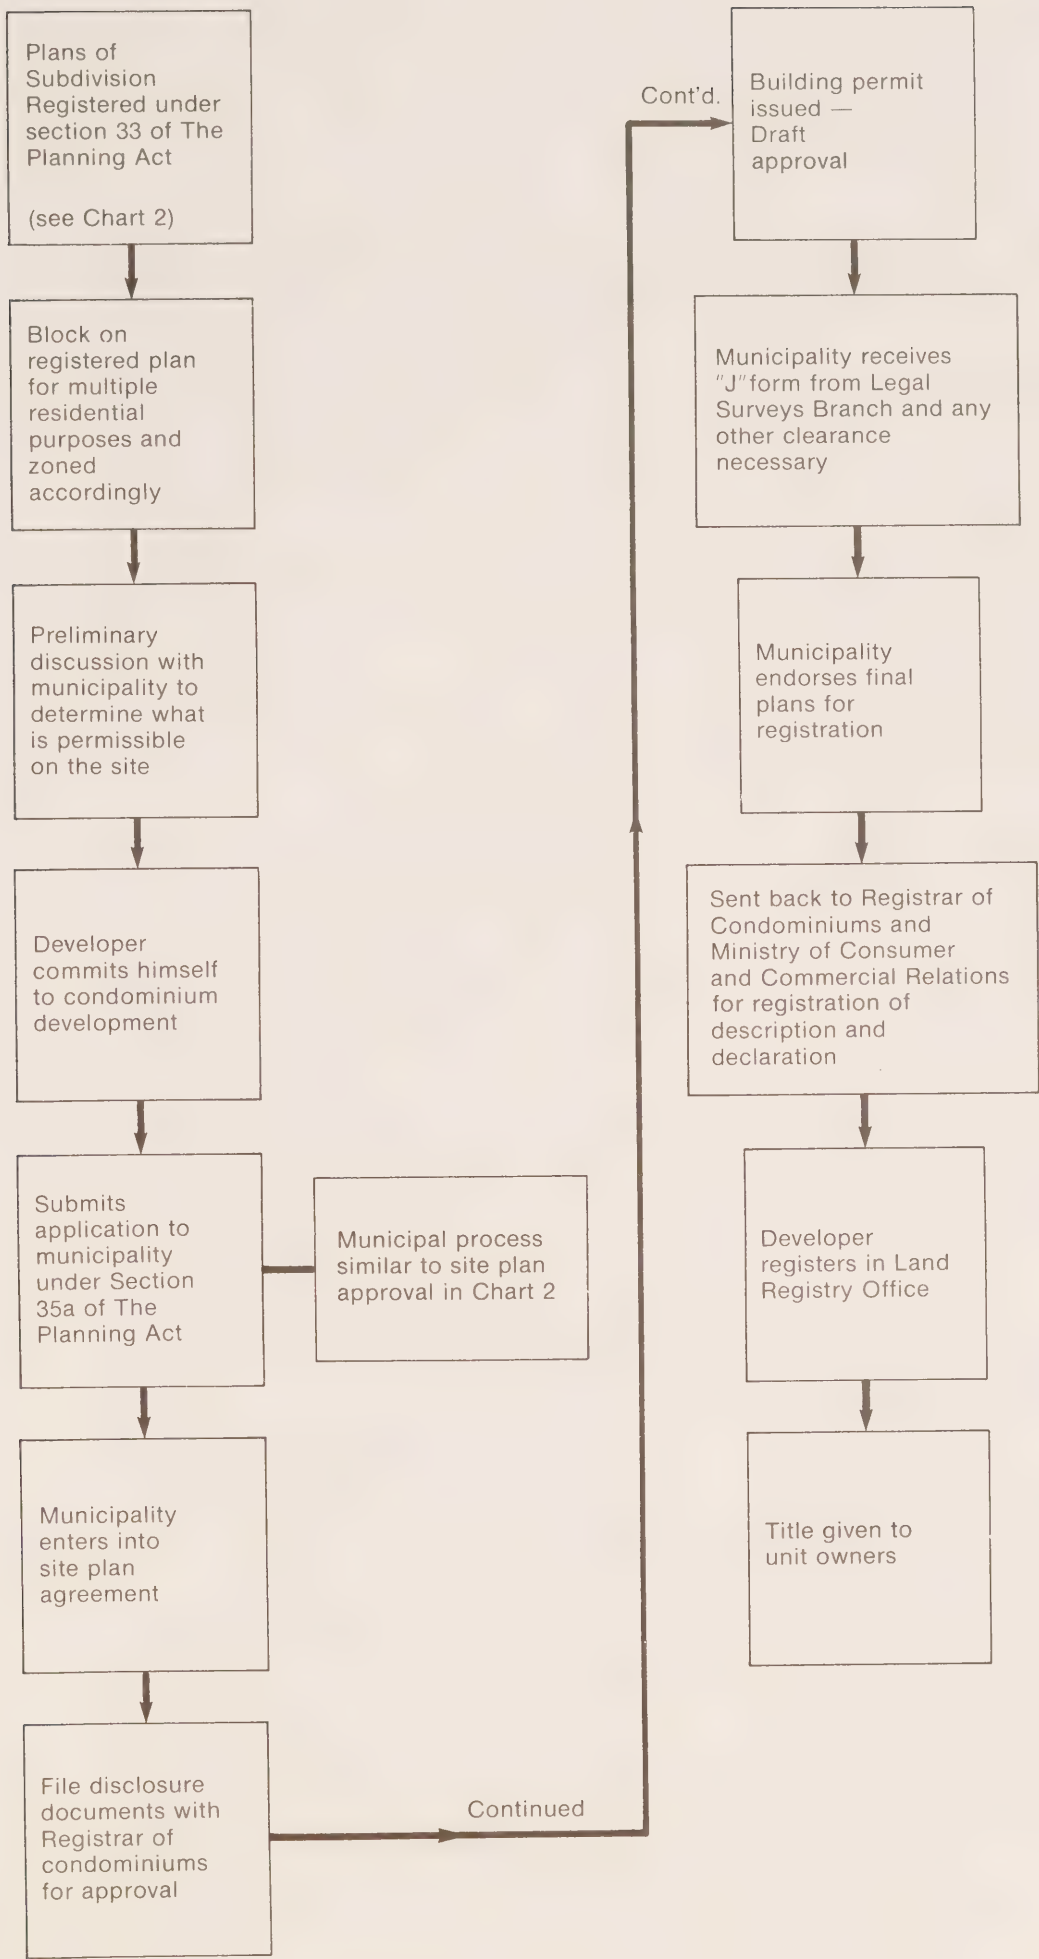 Plans of
Subdivision
Registered under
section 33 of The
Planning Act
(see Chart 2)
Block on
registered plan
for multiple
residential
purposes and
zoned
accordingly
Preliminary
discussion with
municipality to
determine what
is permissible
on the site
Developer
commits himself
to condominium
development
Submits
application to
municipality
under Section
35a of The
Planning Act
Municipal process
similar to site plan
approval in Chart 2
Municipality
enters into
site plan
agreement
File disclosure
documents with
Registrar of
condominiums
for approval
Continued
Cont'd.
Building permit
issued —
Draft
approval
Municipality receives
"J" form from Legal
Surveys Branch and any
other clearance
necessary
Municipality
endorses final
plans for
registration
Sent back to Registrar of
Condominiums and
Ministry of Consumer
and Commercial Relations
for registration of
description and
declaration
Developer
registers in Land
Registry Office
Title given to
unit owners